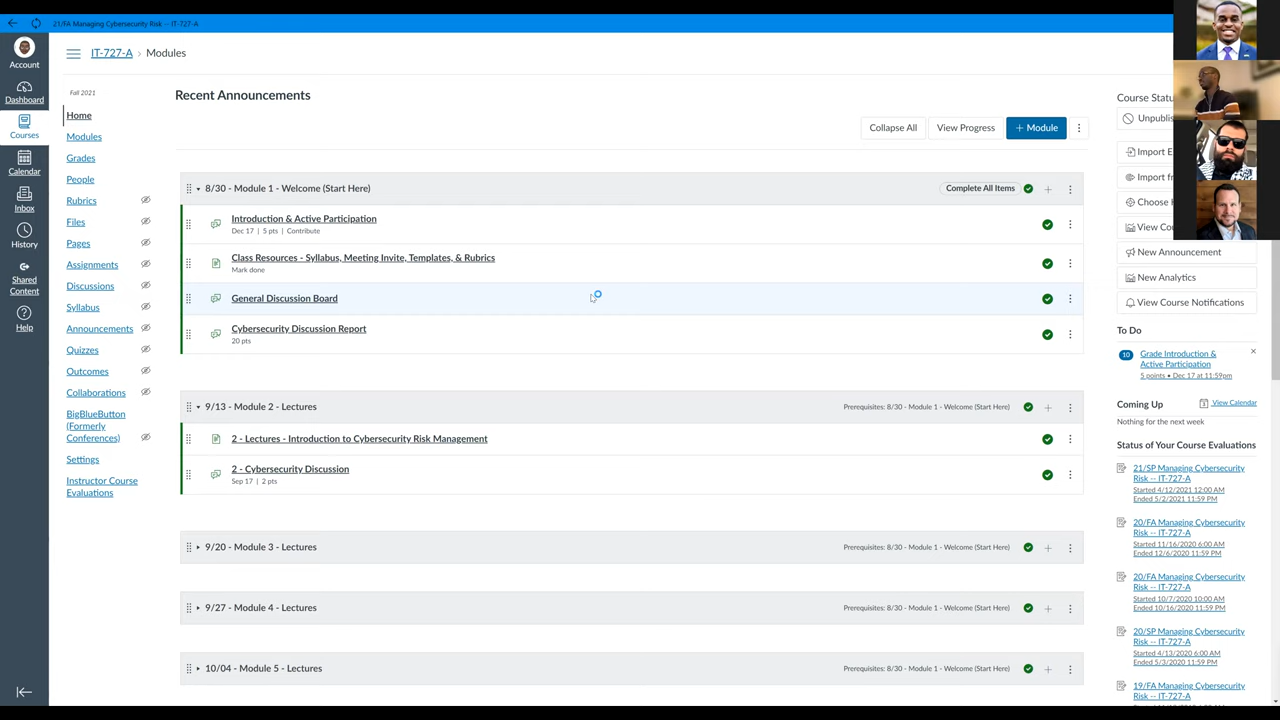 21/FA Managing Cybersecurity Risk -- IT-727-A
Account
Dashboard
Courses
Calendar
Inbox
History
Shared
Content
Help
IT-727-A › Modules
Fall 2021
Home
Modules
Grades
People
Rubrics
Files
Pages
Assignments
Discussions
Syllabus
Announcements
Quizzes
Outcomes
Collaborations
BigBlueButton
(Formerly
Conferences)
Settings
Instructor Course
Evaluations
Recent Announcements
Collapse All
View Progress
+ Module
8/30 - Module 1 - Welcome (Start Here)
Complete All Items
Introduction & Active Participation
Dec 17 | 5 pts | Contribute
Class Resources - Syllabus, Meeting Invite, Templates, & Rubrics
Mark done
General Discussion Board
Cybersecurity Discussion Report
20 pts
9/13 - Module 2 - Lectures
Prerequisites: 8/30 - Module 1 - Welcome (Start Here)
2 - Lectures - Introduction to Cybersecurity Risk Management
2 - Cybersecurity Discussion
Sep 17 | 2 pts
9/20 - Module 3 - Lectures
Prerequisites: 8/30 - Module 1 - Welcome (Start Here)
9/27 - Module 4 - Lectures
Prerequisites: 8/30 - Module 1 - Welcome (Start Here)
10/04 - Module 5 - Lectures
Prerequisites: 8/30 - Module 1 - Welcome (Start Here)
Course Statu
Unpublis
Import E
Import fr
Choose H
View Cou
New Announcement
New Analytics
View Course Notifications
To Do
10
Grade Introduction &
Active Participation
5 points • Dec 17 at 11:59pm
Coming Up
View Calendar
Nothing for the next week
Status of Your Course Evaluations
21/SP Managing Cybersecurity
Risk -- IT-727-A
Started 4/12/2021 12:00 AM
Ended 5/2/2021 11:59 PM
20/FA Managing Cybersecurity
Risk -- IT-727-A
Started 11/16/2020 6:00 AM
Ended 12/6/2020 11:59 PM
20/FA Managing Cybersecurity
Risk -- IT-727-A
Started 10/7/2020 10:00 AM
Ended 10/16/2020 11:59 PM
20/SP Managing Cybersecurity
Risk -- IT-727-A
Started 4/13/2020 6:00 AM
Ended 5/3/2020 11:59 PM
19/FA Managing Cybersecurity
Risk -- IT-727-A